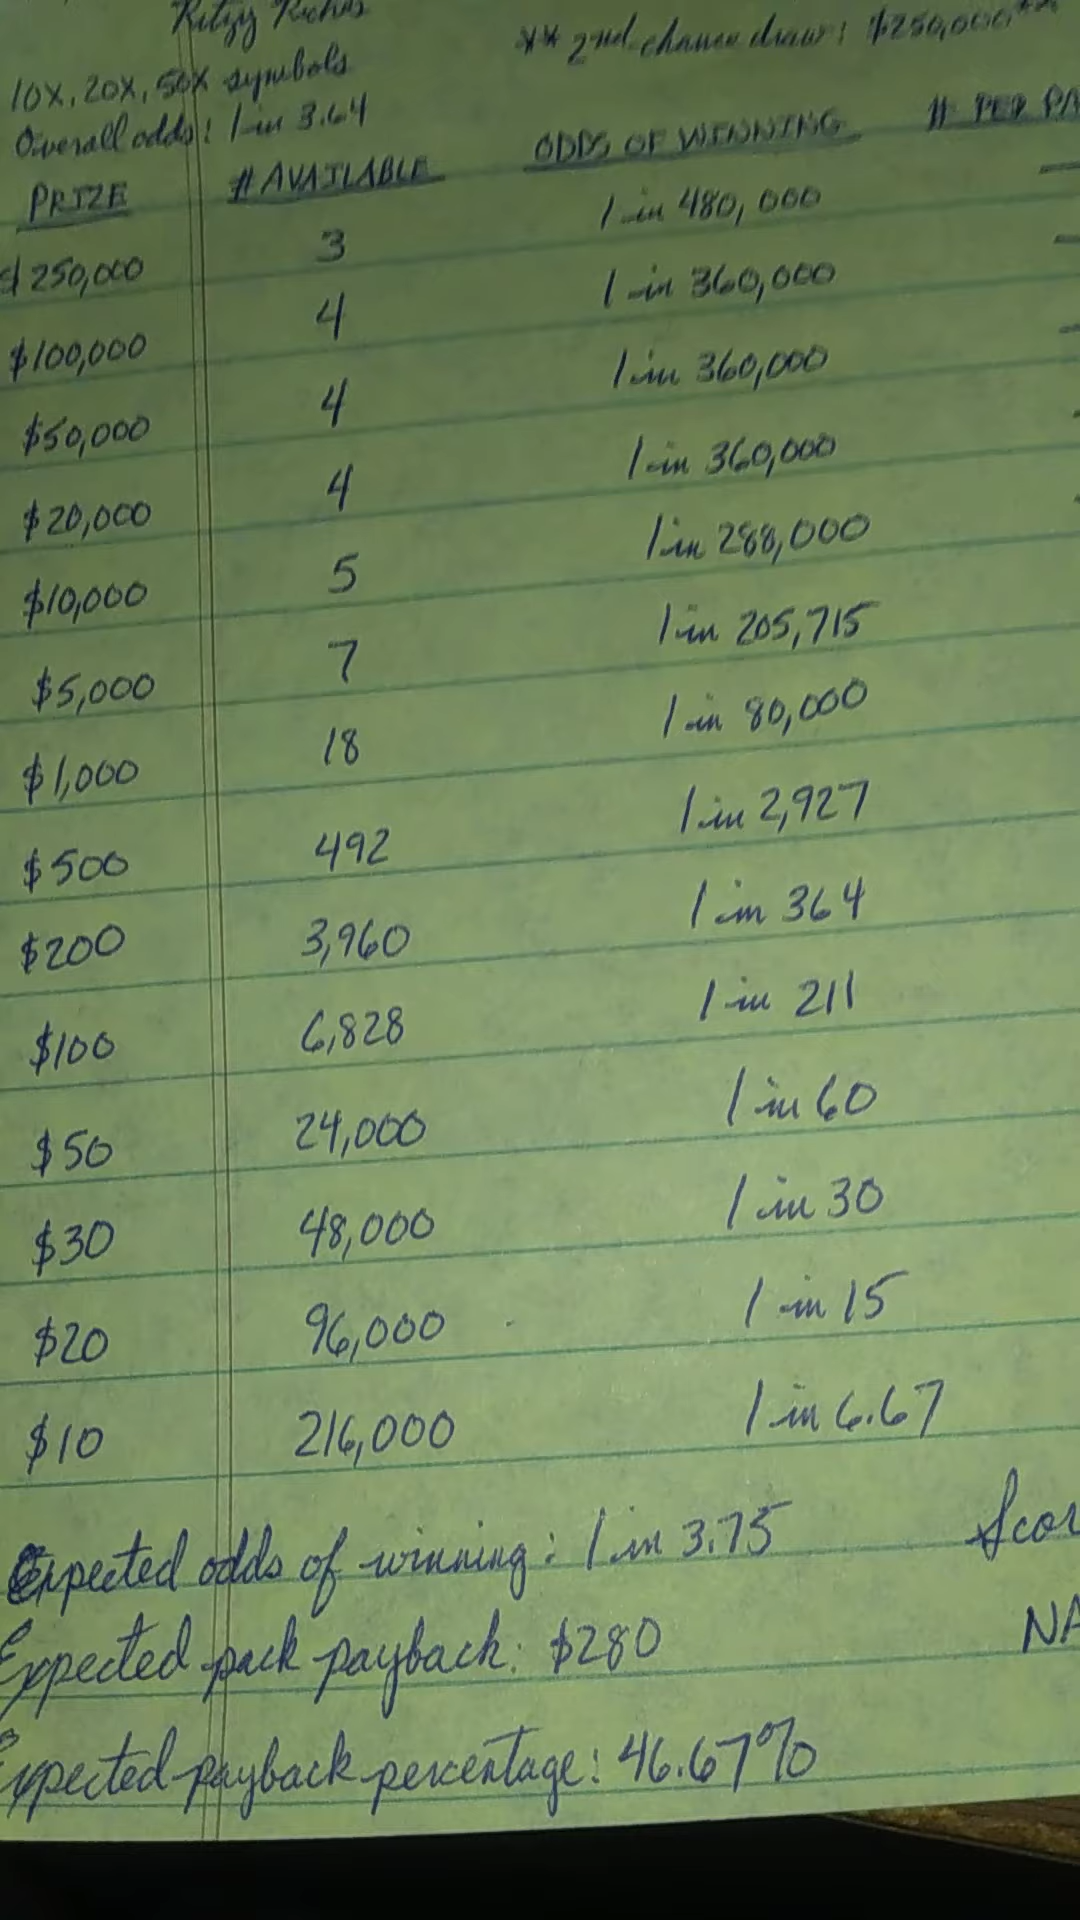 Ritzy Riches
** 2nd chance draw: $250,000**
10X, 20X, 50X symbols
Overall odds: 1 in 3.64
PRIZE # AVAILABLE ODDS OF WINNING # PER PA
$250,000 3 1 in 480,000
$100,000 4 1 in 360,000
$50,000 4 1 in 360,000
$20,000 4 1 in 360,000
$10,000 5 1 in 288,000
$5,000 7 1 in 205,715
$1,000 18 1 in 80,000
$500 492 1 in 2,927
$200 3,960 1 in 364
$100 6,828 1 in 211
$50 24,000 1 in 60
$30 48,000 1 in 30
$20 96,000 1 in 15
$10 216,000 1 in 6.67
Expected odds of winning: 1 in 3.75 Scor
Expected pack payback: $280 NA
Expected payback percentage: 46.67%